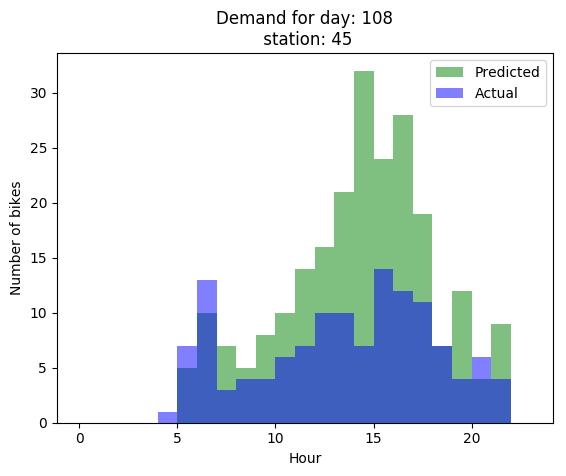 Demand for day: 108
station: 45
Predicted
Actual
Number of bikes
30
25
20
15
10
5
0
0
5
10
15
20
Hour